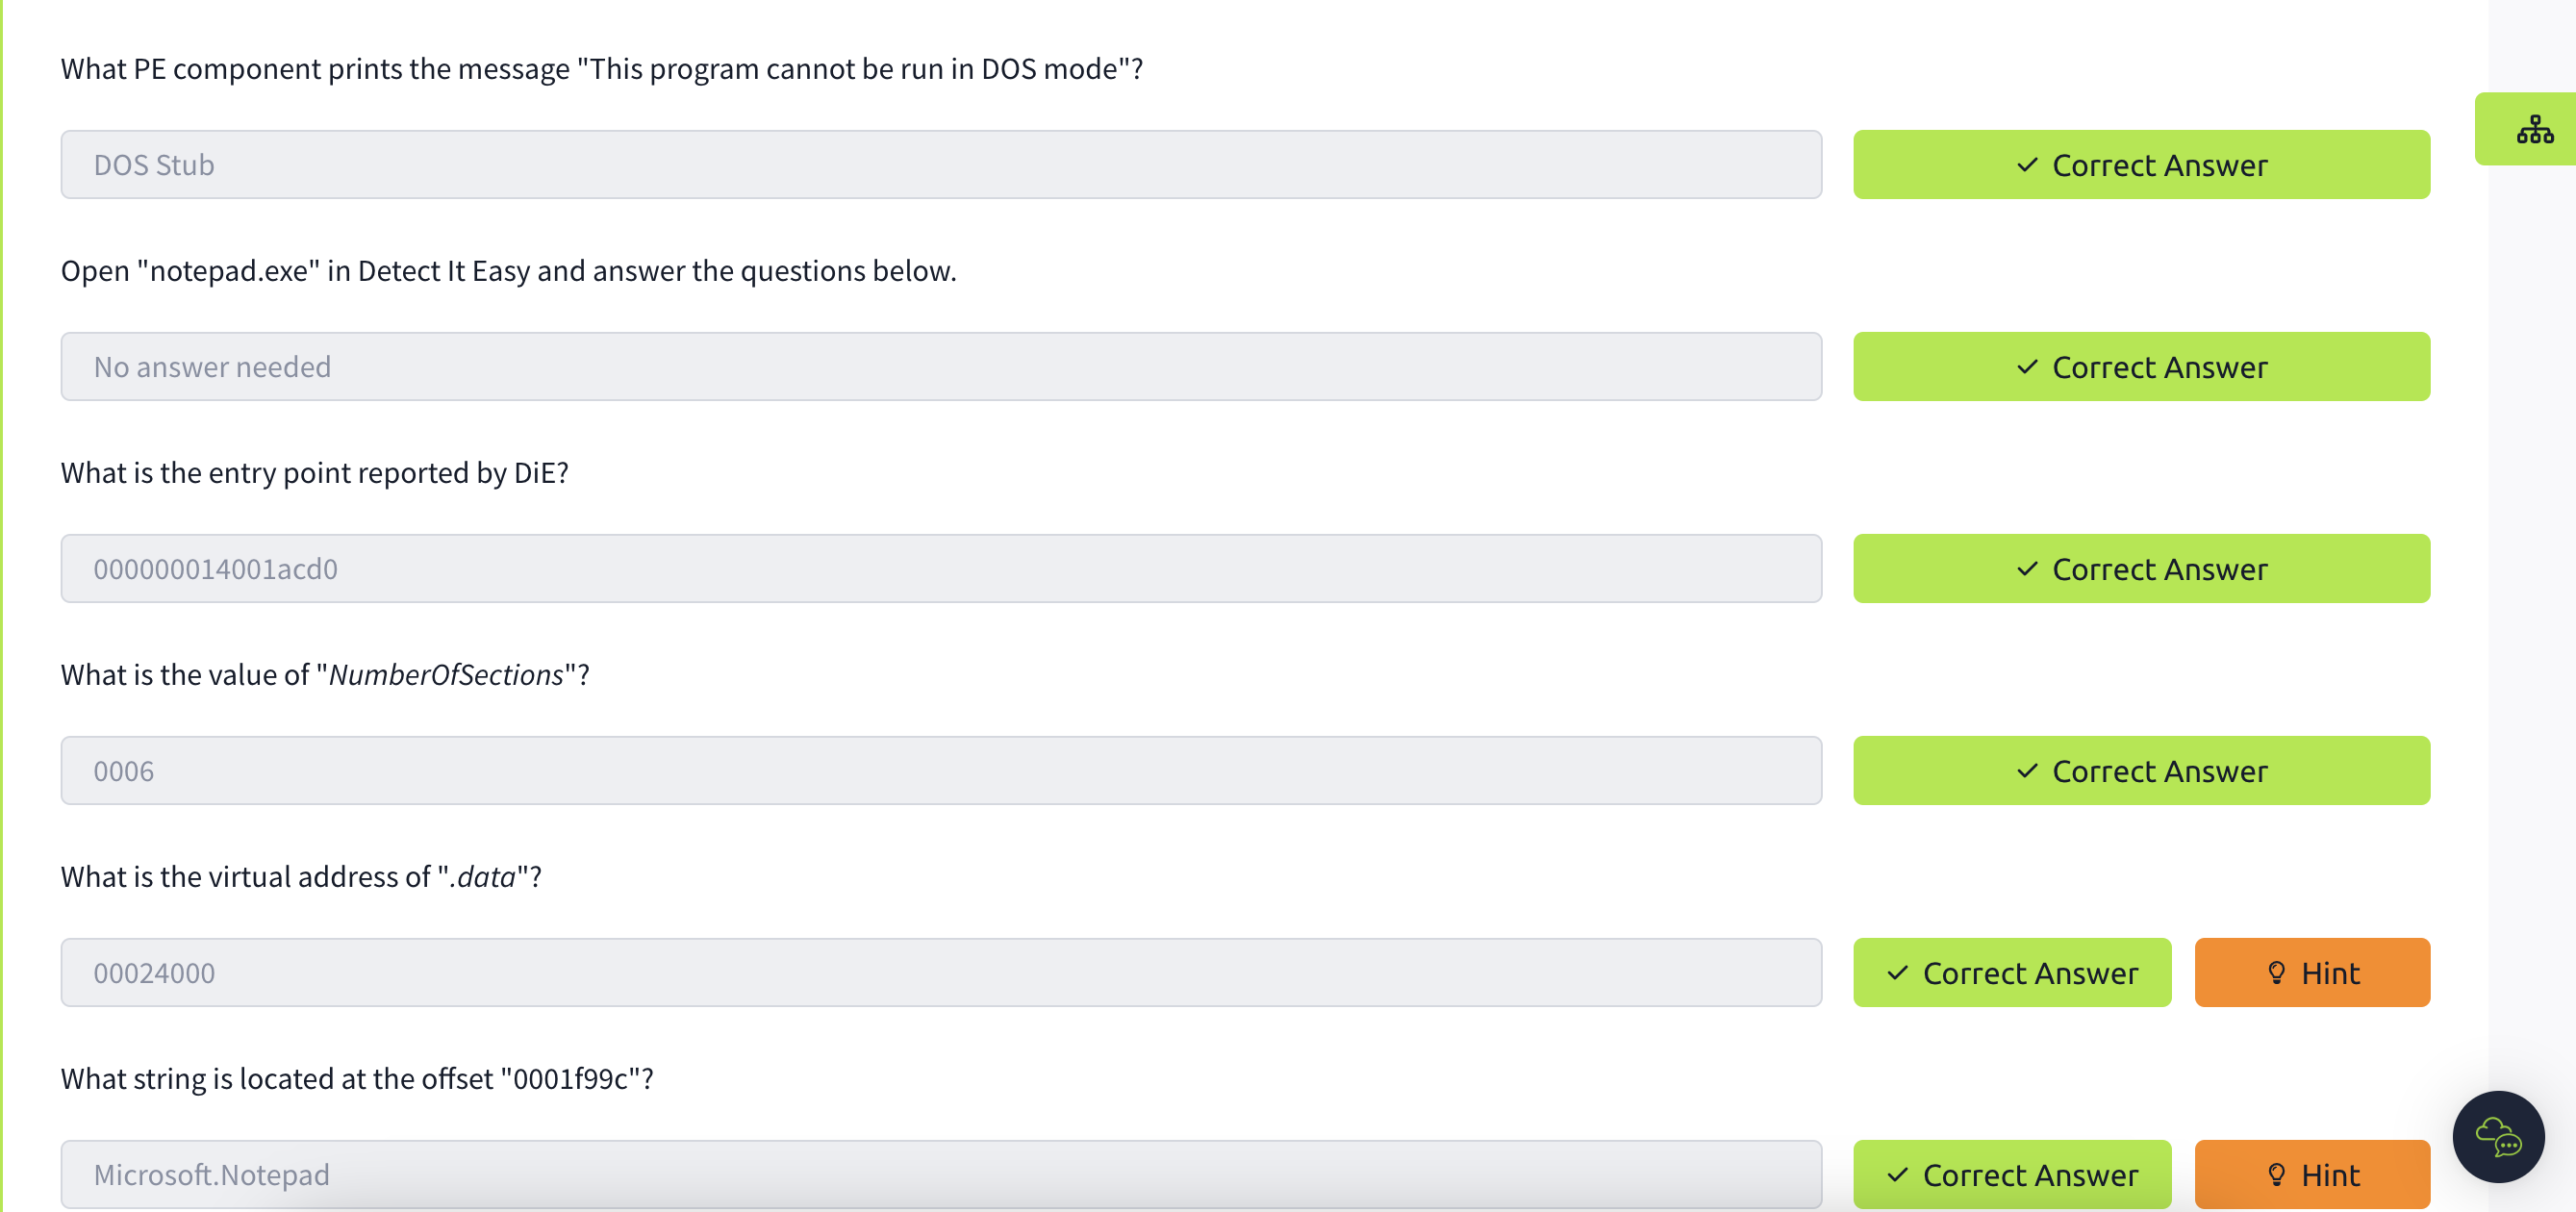 What PE component prints the message "This program cannot be run in DOS mode"?
DOS Stub
✓ Correct Answer
Open "notepad.exe" in Detect It Easy and answer the questions below.
No answer needed
✓ Correct Answer
What is the entry point reported by DiE?
000000014001acd0
✓ Correct Answer
What is the value of "NumberOfSections"?
0006
✓ Correct Answer
What is the virtual address of ".data"?
00024000
✓ Correct Answer
Hint
What string is located at the offset "0001f99c"?
Microsoft.Notepad
✓ Correct Answer
Hint